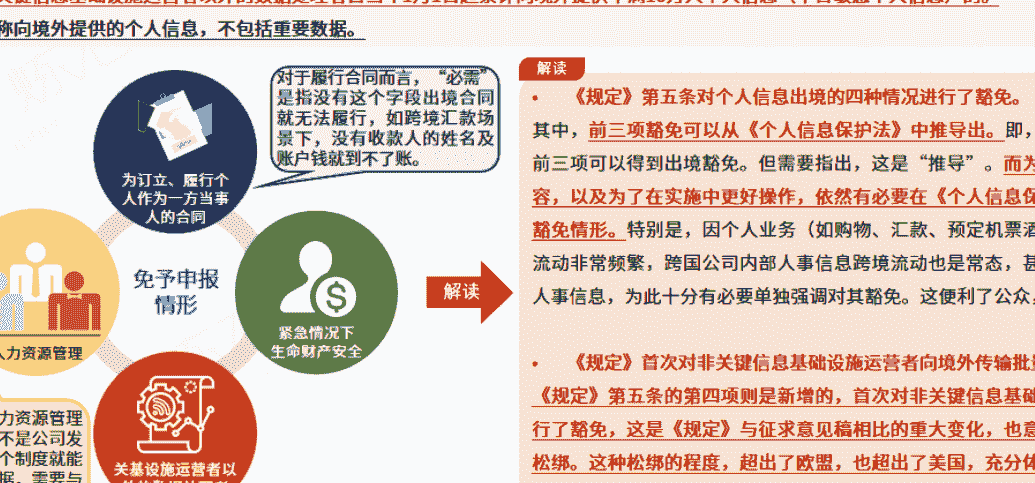 称向境外提供的个人信息，不包括重要数据。
对于履行合同而言，“必需”
是指没有这个字段出境合同
就无法履行，如跨境汇款场
景下，没有收款人的姓名及
账户钱就到不了账。
为订立、履行个
人作为一方当事
人的合同
免予申报
情形
人力资源管理
紧急情况下
生命财产安全
关基设施运营者以
力资源管理
不是公司发
个制度就能
据，需要与
解读
解读
• 《规定》第五条对个人信息出境的四种情况进行了豁免。
其中，前三项豁免可以从《个人信息保护法》中推导出。即，
前三项可以得到出境豁免。但需要指出，这是“推导”。而为
容，以及为了在实施中更好操作，依然有必要在《个人信息保
豁免情形。特别是，因个人业务（如购物、汇款、预定机票酒
流动非常频繁，跨国公司内部人事信息跨境流动也是常态，甚
人事信息，为此十分有必要单独强调对其豁免。这便利了公众，
• 《规定》首次对非关键信息基础设施运营者向境外传输批量
《规定》第五条的第四项则是新增的，首次对非关键信息基础
行了豁免，这是《规定》与征求意见稿相比的重大变化，也意
松绑。这种松绑的程度，超出了欧盟，也超出了美国，充分体